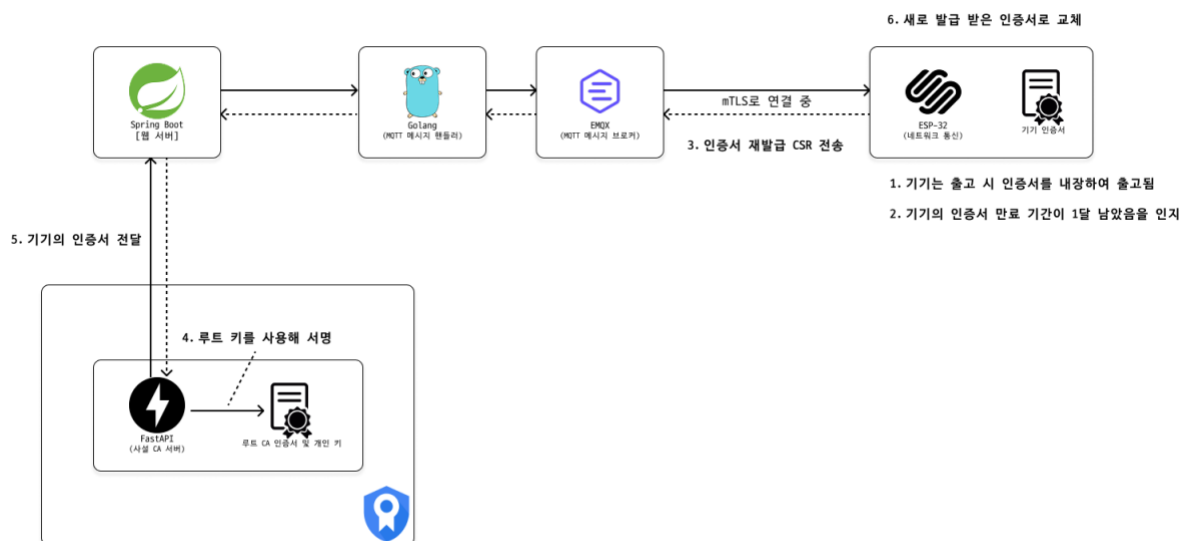 6. 새로 발급 받은 인증서로 교체
Spring Boot
[웹 서버]
Golang
(MQTT 메시지 핸들러)
EMQX
(MQTT 메시지 브로커)
mTLS로 연결 중
ESP-32
(네트워크 통신)
기기 인증서
3. 인증서 재발급 CSR 전송
1. 기기는 출고 시 인증서를 내장하여 출고됨
2. 기기의 인증서 만료 기간이 1달 남았음을 인지
5. 기기의 인증서 전달
4. 루트 키를 사용해 서명
FastAPI
(사설 CA 서버)
루트 CA 인증서 및 개인 키